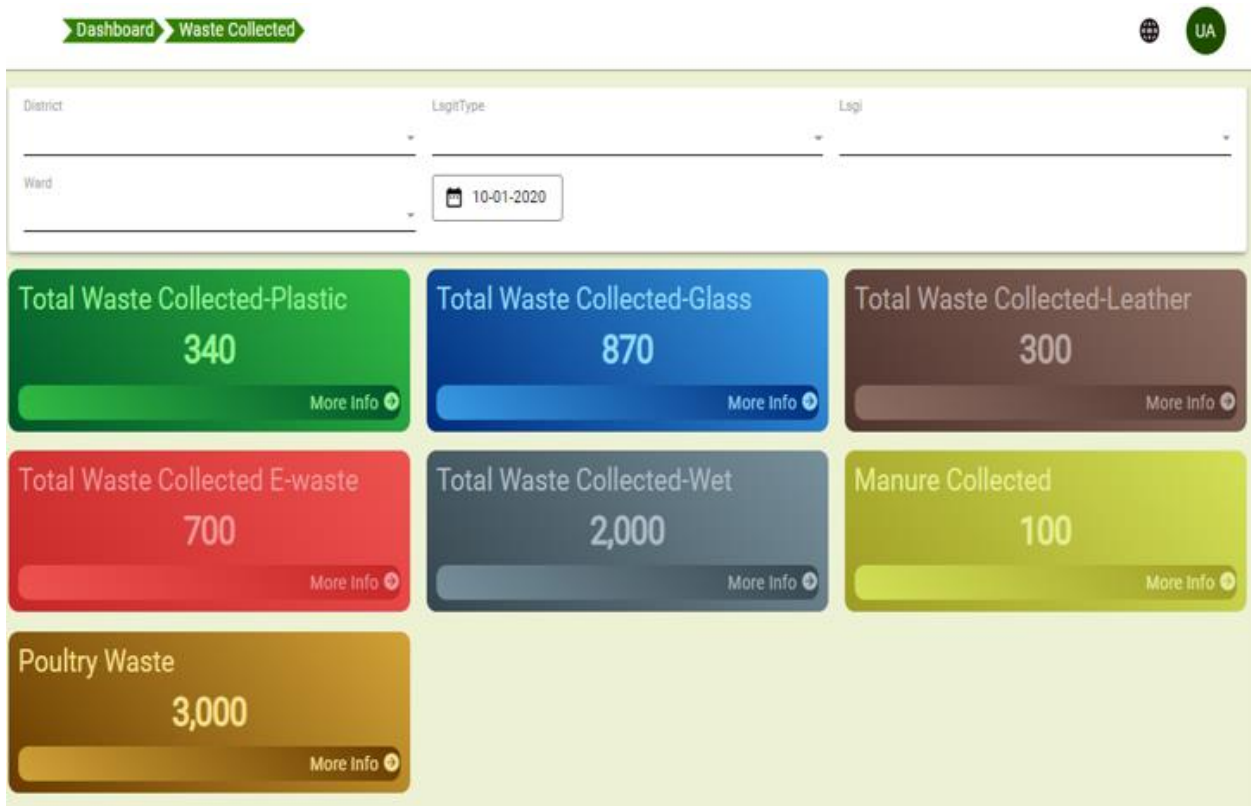 Dashboard Waste Collected
UA
District LsgitType Lsgi
Ward
10-01-2020
Total Waste Collected-Plastic
340
More Info
Total Waste Collected-Glass
870
More Info
Total Waste Collected-Leather
300
More Info
Total Waste Collected E-waste
700
More Info
Total Waste Collected-Wet
2,000
More Info
Manure Collected
100
More Info
Poultry Waste
3,000
More Info